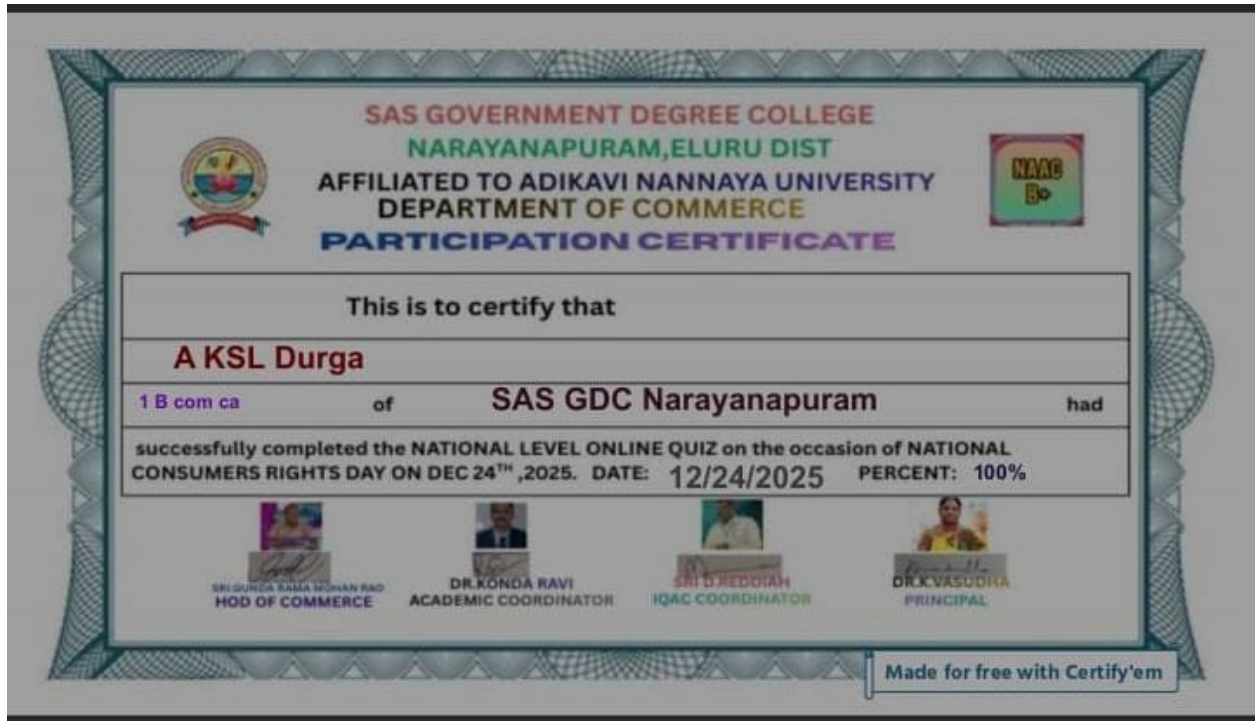 SAS GOVERNMENT DEGREE COLLEGE
NARAYANAPURAM,ELURU DIST
AFFILIATED TO ADIKAVI NANNAYA UNIVERSITY
DEPARTMENT OF COMMERCE
PARTICIPATION CERTIFICATE
NAAC
B+
This is to certify that
A KSL Durga
1 B com ca of SAS GDC Narayanapuram had
successfully completed the NATIONAL LEVEL ONLINE QUIZ on the occasion of NATIONAL
CONSUMERS RIGHTS DAY ON DEC 24TH ,2025. DATE: 12/24/2025 PERCENT: 100%
SRI.GUNDA RAMA MOHAN RAO
HOD OF COMMERCE
DR.KONDA RAVI
ACADEMIC COORDINATOR
SRI D.REDDIAH
IQAC COORDINATOR
DR.K.VASUDHA
PRINCIPAL
Made for free with Certify'em